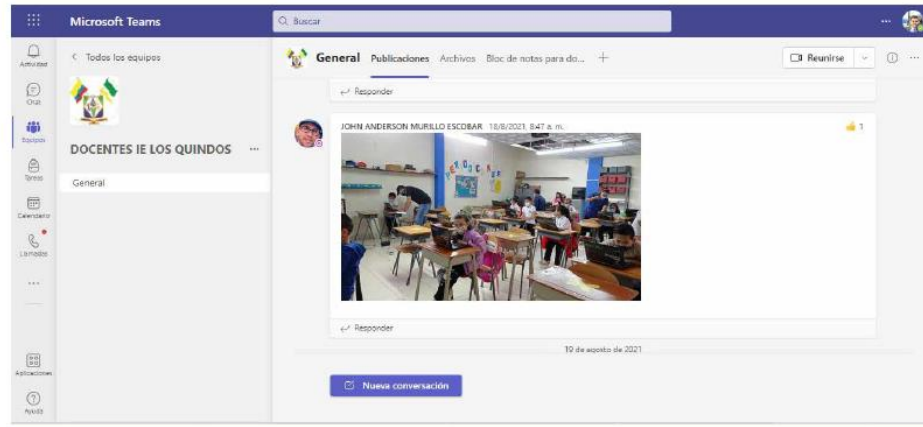 Microsoft Teams
Buscar
Actividad
Chat
Equipos
Tareas
Calendario
Llamadas
Aplicaciones
Ayuda
Todos los equipos
DOCENTES IE LOS QUINDOS
General
General Publicaciones Archivos Bloc de notas para do... +
Reunirse
Responder
JOHN ANDERSON MURILLO ESCOBAR 18/8/2021, 8:47 a. m.
1
Responder
19 de agosto de 2021
Nueva conversación